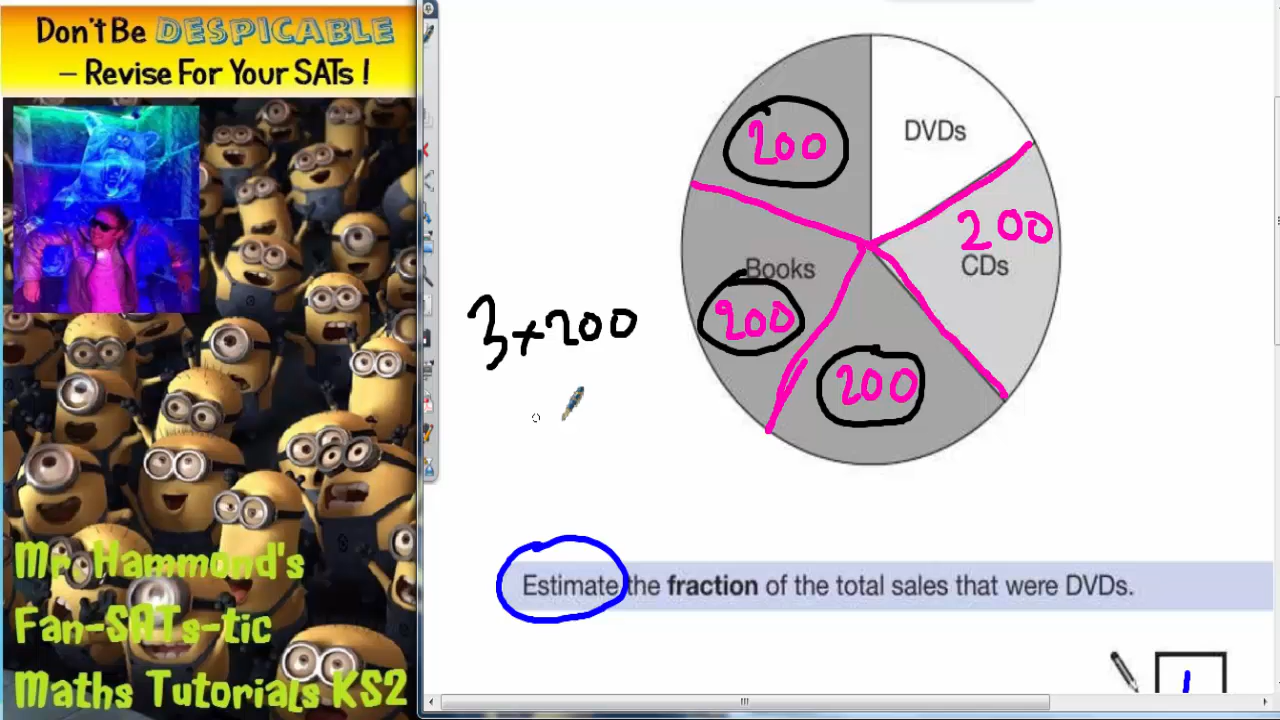 Don't Be DESPICABLE
– Revise For Your SATs !
200
DVDs
200
CDs
Books
200
3 × 200
200
Estimate the fraction of the total sales that were DVDs.
1
Mr Hammond's
Fan-SATs-tic
Maths Tutorials KS2